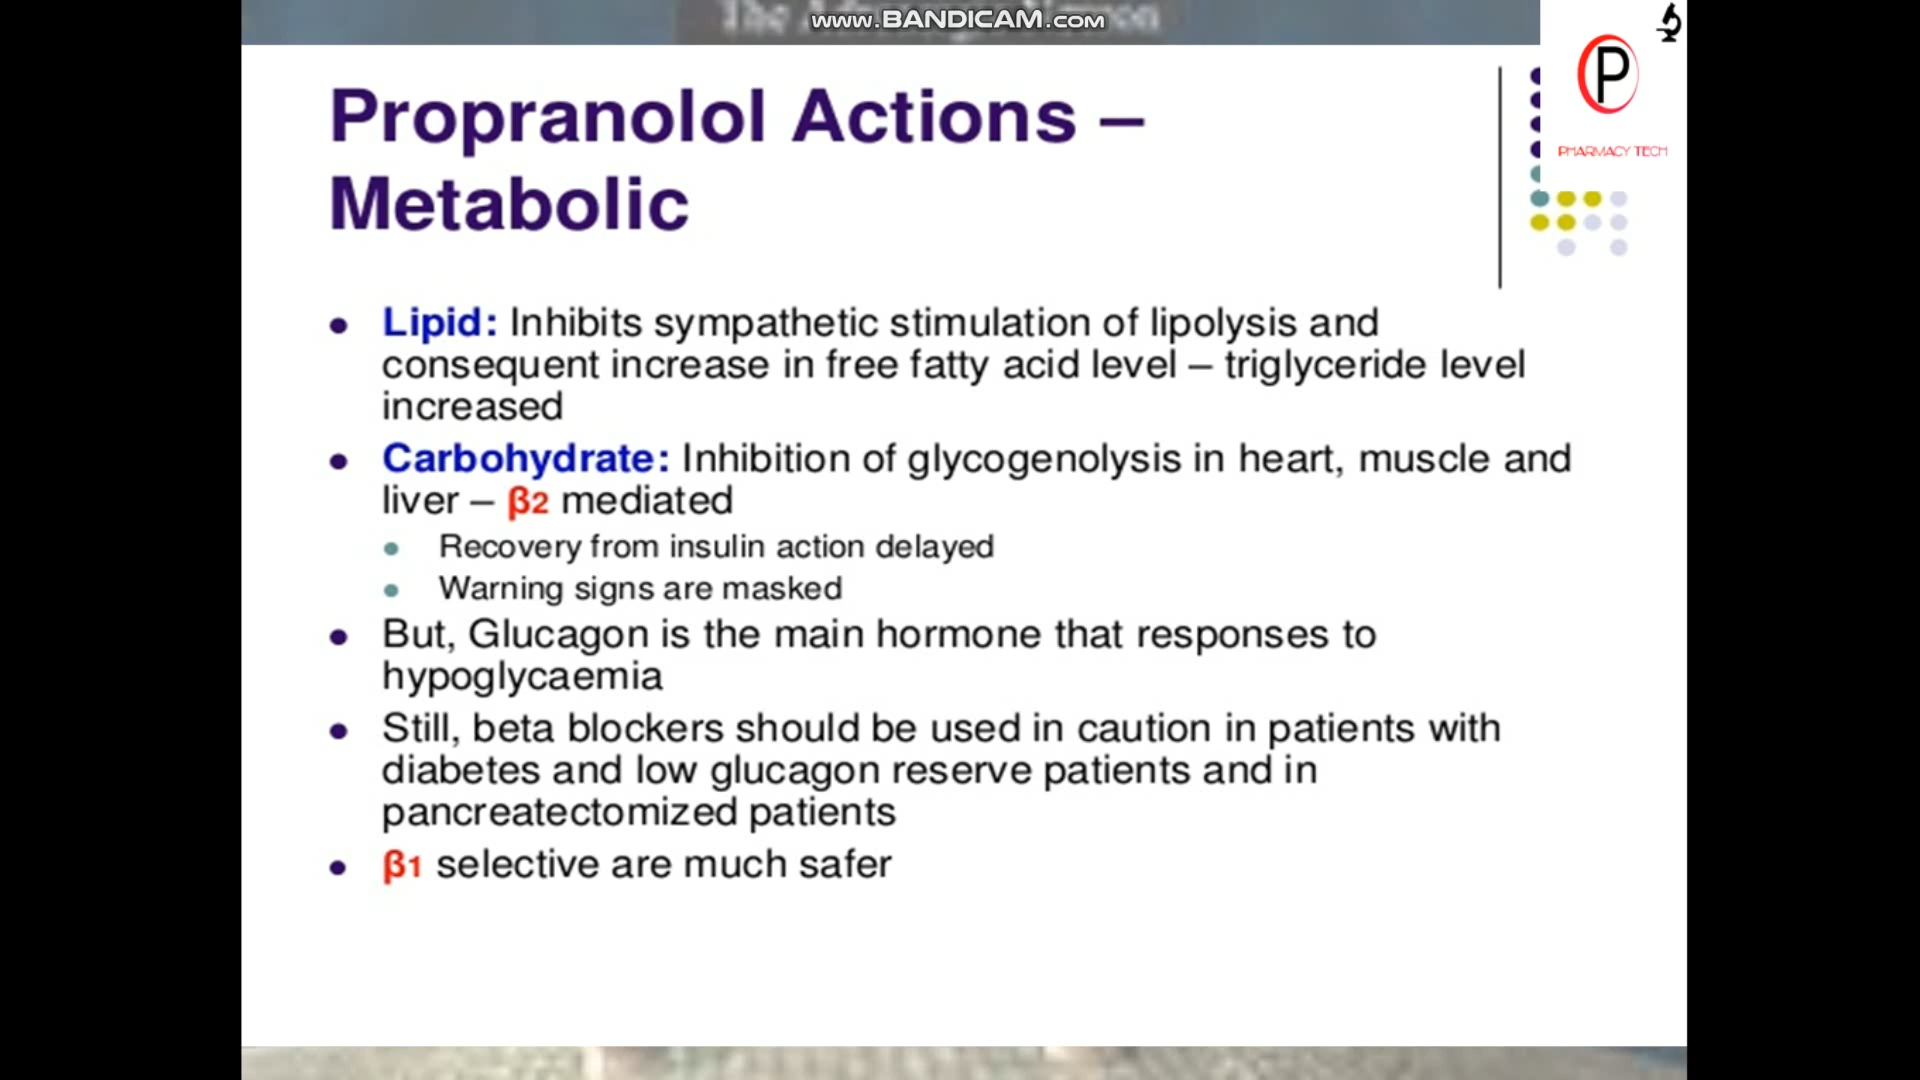 The
www.BANDICAM.com
P
PHARMACY TECH
Propranolol Actions –
Metabolic
● Lipid: Inhibits sympathetic stimulation of lipolysis and
consequent increase in free fatty acid level – triglyceride level
increased
● Carbohydrate: Inhibition of glycogenolysis in heart, muscle and
liver – β2 mediated
● Recovery from insulin action delayed
● Warning signs are masked
● But, Glucagon is the main hormone that responses to
hypoglycaemia
● Still, beta blockers should be used in caution in patients with
diabetes and low glucagon reserve patients and in
pancreatectomized patients
● β1 selective are much safer